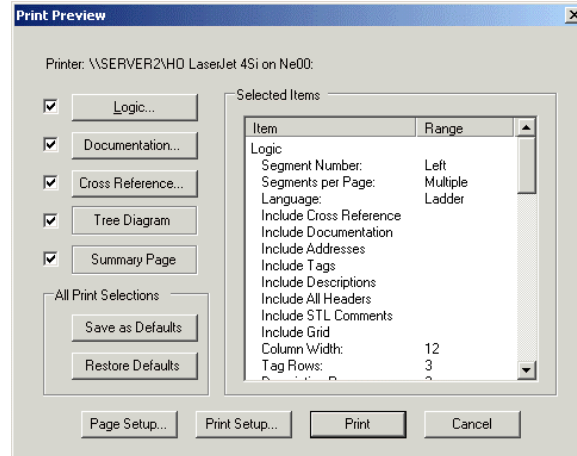 Print Preview
Printer: \\SERVER2\HO LaserJet 4Si on Ne00:
Logic...
Documentation...
Cross Reference...
Tree Diagram
Summary Page
All Print Selections
Save as Defaults
Restore Defaults
Selected Items
Item Range
Logic
Segment Number: Left
Segments per Page: Multiple
Language: Ladder
Include Cross Reference
Include Documentation
Include Addresses
Include Tags
Include Descriptions
Include All Headers
Include STL Comments
Include Grid
Column Width: 12
Tag Rows: 3
Page Setup...
Print Setup...
Print
Cancel